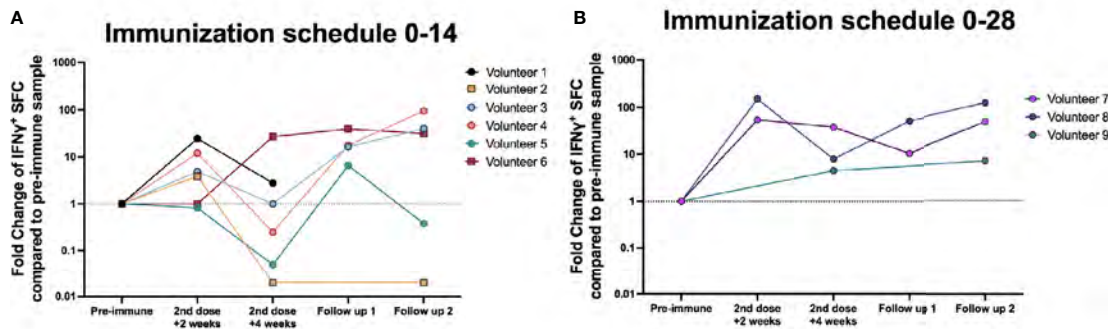 A
Immunization schedule 0-14
Fold Change of IFNγ⁺ SFC
compared to pre-immune sample
1000
100
10
1
0.1
0.01
Pre-immune
2nd dose
+2 weeks
2nd dose
+4 weeks
Follow up 1
Follow up 2
Volunteer 1
Volunteer 2
Volunteer 3
Volunteer 4
Volunteer 5
Volunteer 6
B
Immunization schedule 0-28
Fold Change of IFNγ⁺ SFC
compared to pre-immune sample
1000
100
10
1
0.1
0.01
Pre-immune
2nd dose
+2 weeks
2nd dose
+4 weeks
Follow up 1
Follow up 2
Volunteer 7
Volunteer 8
Volunteer 9